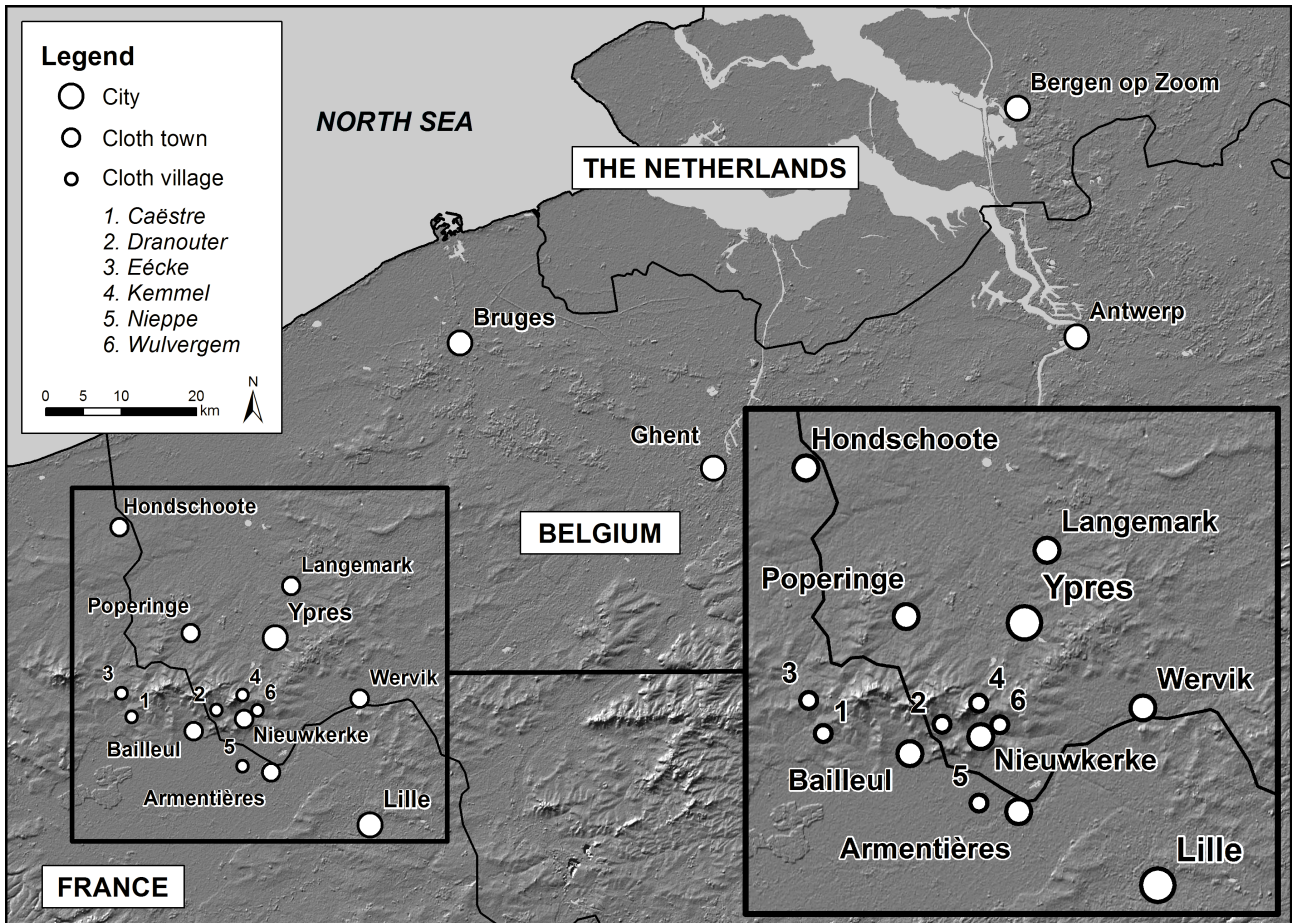 Legend
City
Cloth town
Cloth village
1. Caëstre
2. Dranouter
3. Eécke
4. Kemmel
5. Nieppe
6. Wulvergem
0 5 10 20
km
N
NORTH SEA
THE NETHERLANDS
Bergen op Zoom
Bruges
Antwerp
Ghent
BELGIUM
Hondschoote
Langemark
Poperinge
Ypres
3
1
2
4
6
Wervik
Nieuwkerke
Bailleul
5
Armentières
Lille
FRANCE
Hondschoote
Langemark
Poperinge
Ypres
3
1
2
4
6
Wervik
Nieuwkerke
Bailleul
5
Armentières
Lille